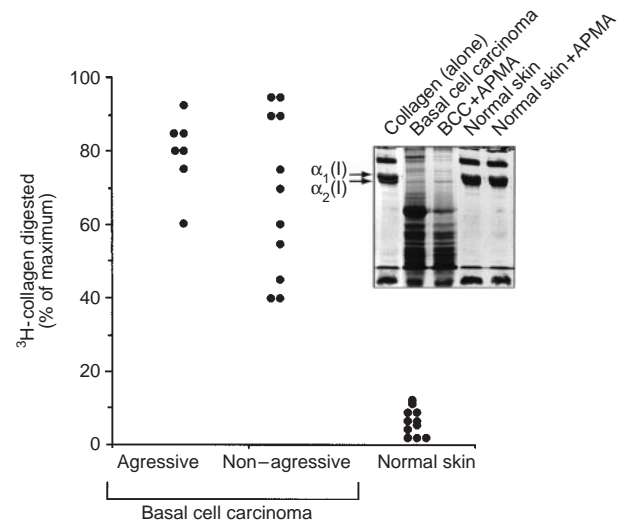 Collagen (alone)
Basal cell carcinoma
BCC+APMA
Normal skin
Normal skin+APMA
α₁(I)
α₂(I)
³H-collagen digested
(% of maximum)
100
80
60
40
20
0
Agressive
Non–agressive
Normal skin
Basal cell carcinoma